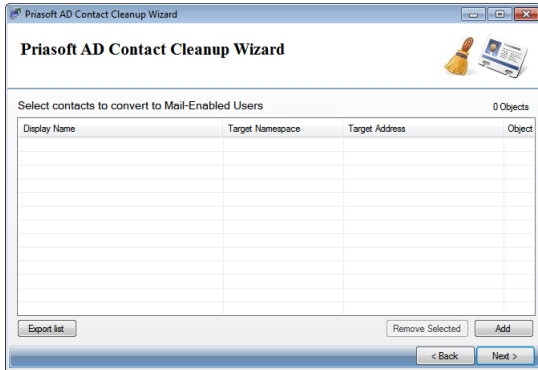 Priasoft AD Contact Cleanup Wizard
Priasoft AD Contact Cleanup Wizard
Select contacts to convert to Mail-Enabled Users
0 Objects
Display Name Target Namespace Target Address Object
Export list Remove Selected Add
< Back Next >